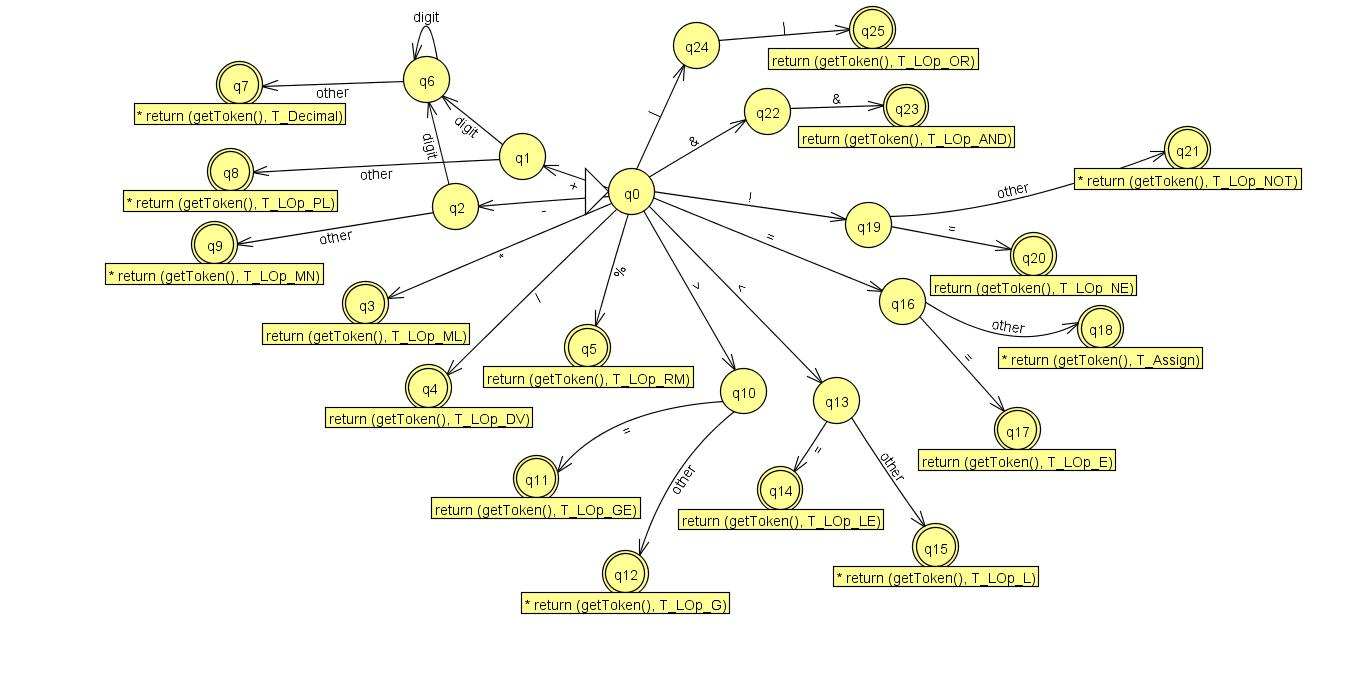 digit
q24
|
q25
return (getToken(), T_LOp_OR)
q7
other
q6
* return (getToken(), T_Decimal)
|
q22
&
q23
return (getToken(), T_LOp_AND)
digit
digit
&
q8
other
q1
* return (getToken(), T_LOp_PL)
+
q0
!
other
q21
* return (getToken(), T_LOp_NOT)
q2
-
q9
other
* return (getToken(), T_LOp_MN)
q19
=
q20
return (getToken(), T_LOp_NE)
*
/
%
>
<
=
q16
other
q18
* return (getToken(), T_Assign)
q3
return (getToken(), T_LOp_ML)
q5
return (getToken(), T_LOp_RM)
=
q4
return (getToken(), T_LOp_DV)
q10
q13
q17
return (getToken(), T_LOp_E)
=
other
=
other
q11
return (getToken(), T_LOp_GE)
q14
return (getToken(), T_LOp_LE)
q15
* return (getToken(), T_LOp_L)
q12
* return (getToken(), T_LOp_G)